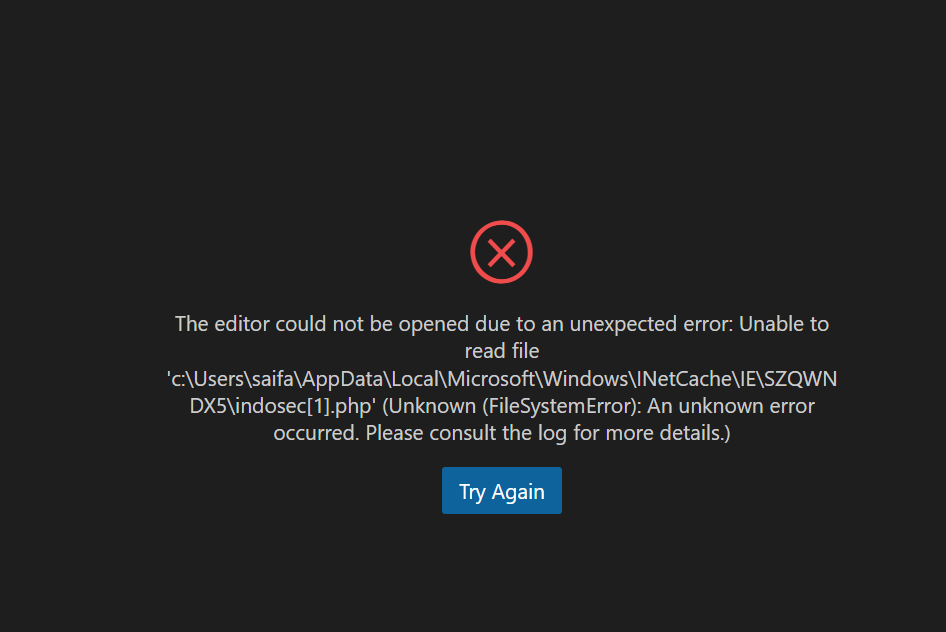 The editor could not be opened due to an unexpected error: Unable to
read file
'c:\Users\saifa\AppData\Local\Microsoft\Windows\INetCache\IE\SZQWN
DX5\indosec[1].php' (Unknown (FileSystemError): An unknown error
occurred. Please consult the log for more details.)
Try Again